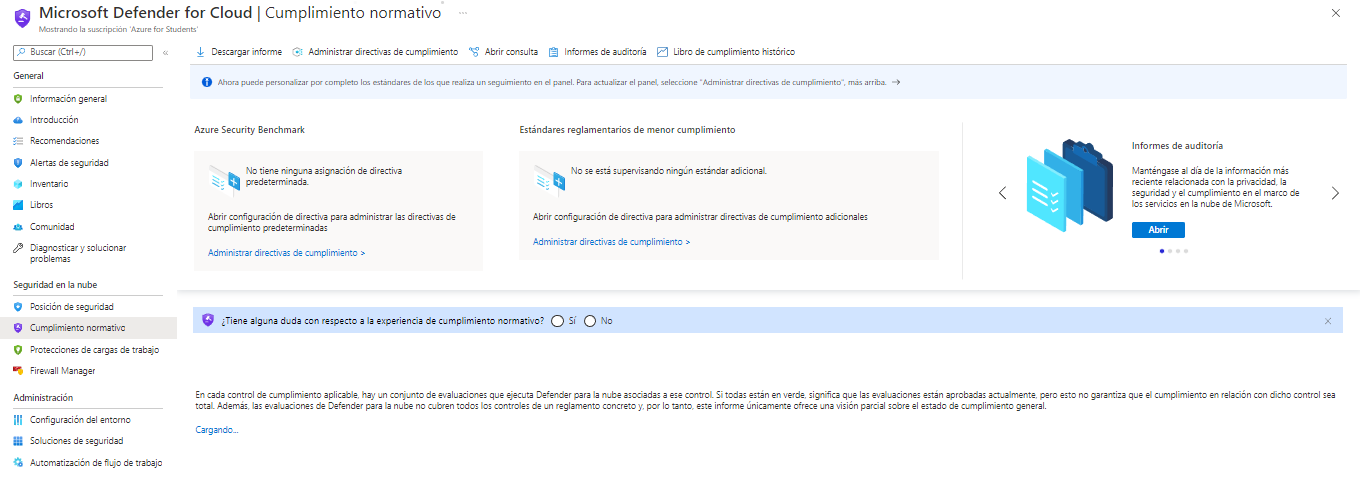 Microsoft Defender for Cloud | Cumplimiento normativo ...
Mostrando la suscripción 'Azure for Students'
Buscar (Ctrl+/)
«
Descargar informe
Administrar directivas de cumplimiento
Abrir consulta
Informes de auditoría
Libro de cumplimiento histórico
General
Información general
Introducción
Recomendaciones
Alertas de seguridad
Inventario
Libros
Comunidad
Diagnosticar y solucionar
problemas
Seguridad en la nube
Posición de seguridad
Cumplimiento normativo
Protecciones de cargas de trabajo
Firewall Manager
Administración
Configuración del entorno
Soluciones de seguridad
Automatización de flujo de trabajo
Ahora puede personalizar por completo los estándares de los que realiza un seguimiento en el panel. Para actualizar el panel, seleccione "Administrar directivas de cumplimiento", más arriba. →
Azure Security Benchmark
No tiene ninguna asignación de directiva
predeterminada.
Abrir configuración de directiva para administrar las directivas de
cumplimiento predeterminadas
Administrar directivas de cumplimiento >
Estándares reglamentarios de menor cumplimiento
No se está supervisando ningún estándar adicional.
Abrir configuración de directiva para administrar directivas de cumplimiento adicionales
Administrar directivas de cumplimiento >
Informes de auditoría
Manténgase al día de la información más
reciente relacionada con la privacidad, la
seguridad y el cumplimiento en el marco de
los servicios en la nube de Microsoft.
Abrir
¿Tiene alguna duda con respecto a la experiencia de cumplimiento normativo? Sí No
En cada control de cumplimiento aplicable, hay un conjunto de evaluaciones que ejecuta Defender para la nube asociadas a ese control. Si todas están en verde, significa que las evaluaciones están aprobadas actualmente, pero esto no garantiza que el cumplimiento en relación con dicho control sea
total. Además, las evaluaciones de Defender para la nube no cubren todos los controles de un reglamento concreto y, por lo tanto, este informe únicamente ofrece una visión parcial sobre el estado de cumplimiento general.
Cargando...